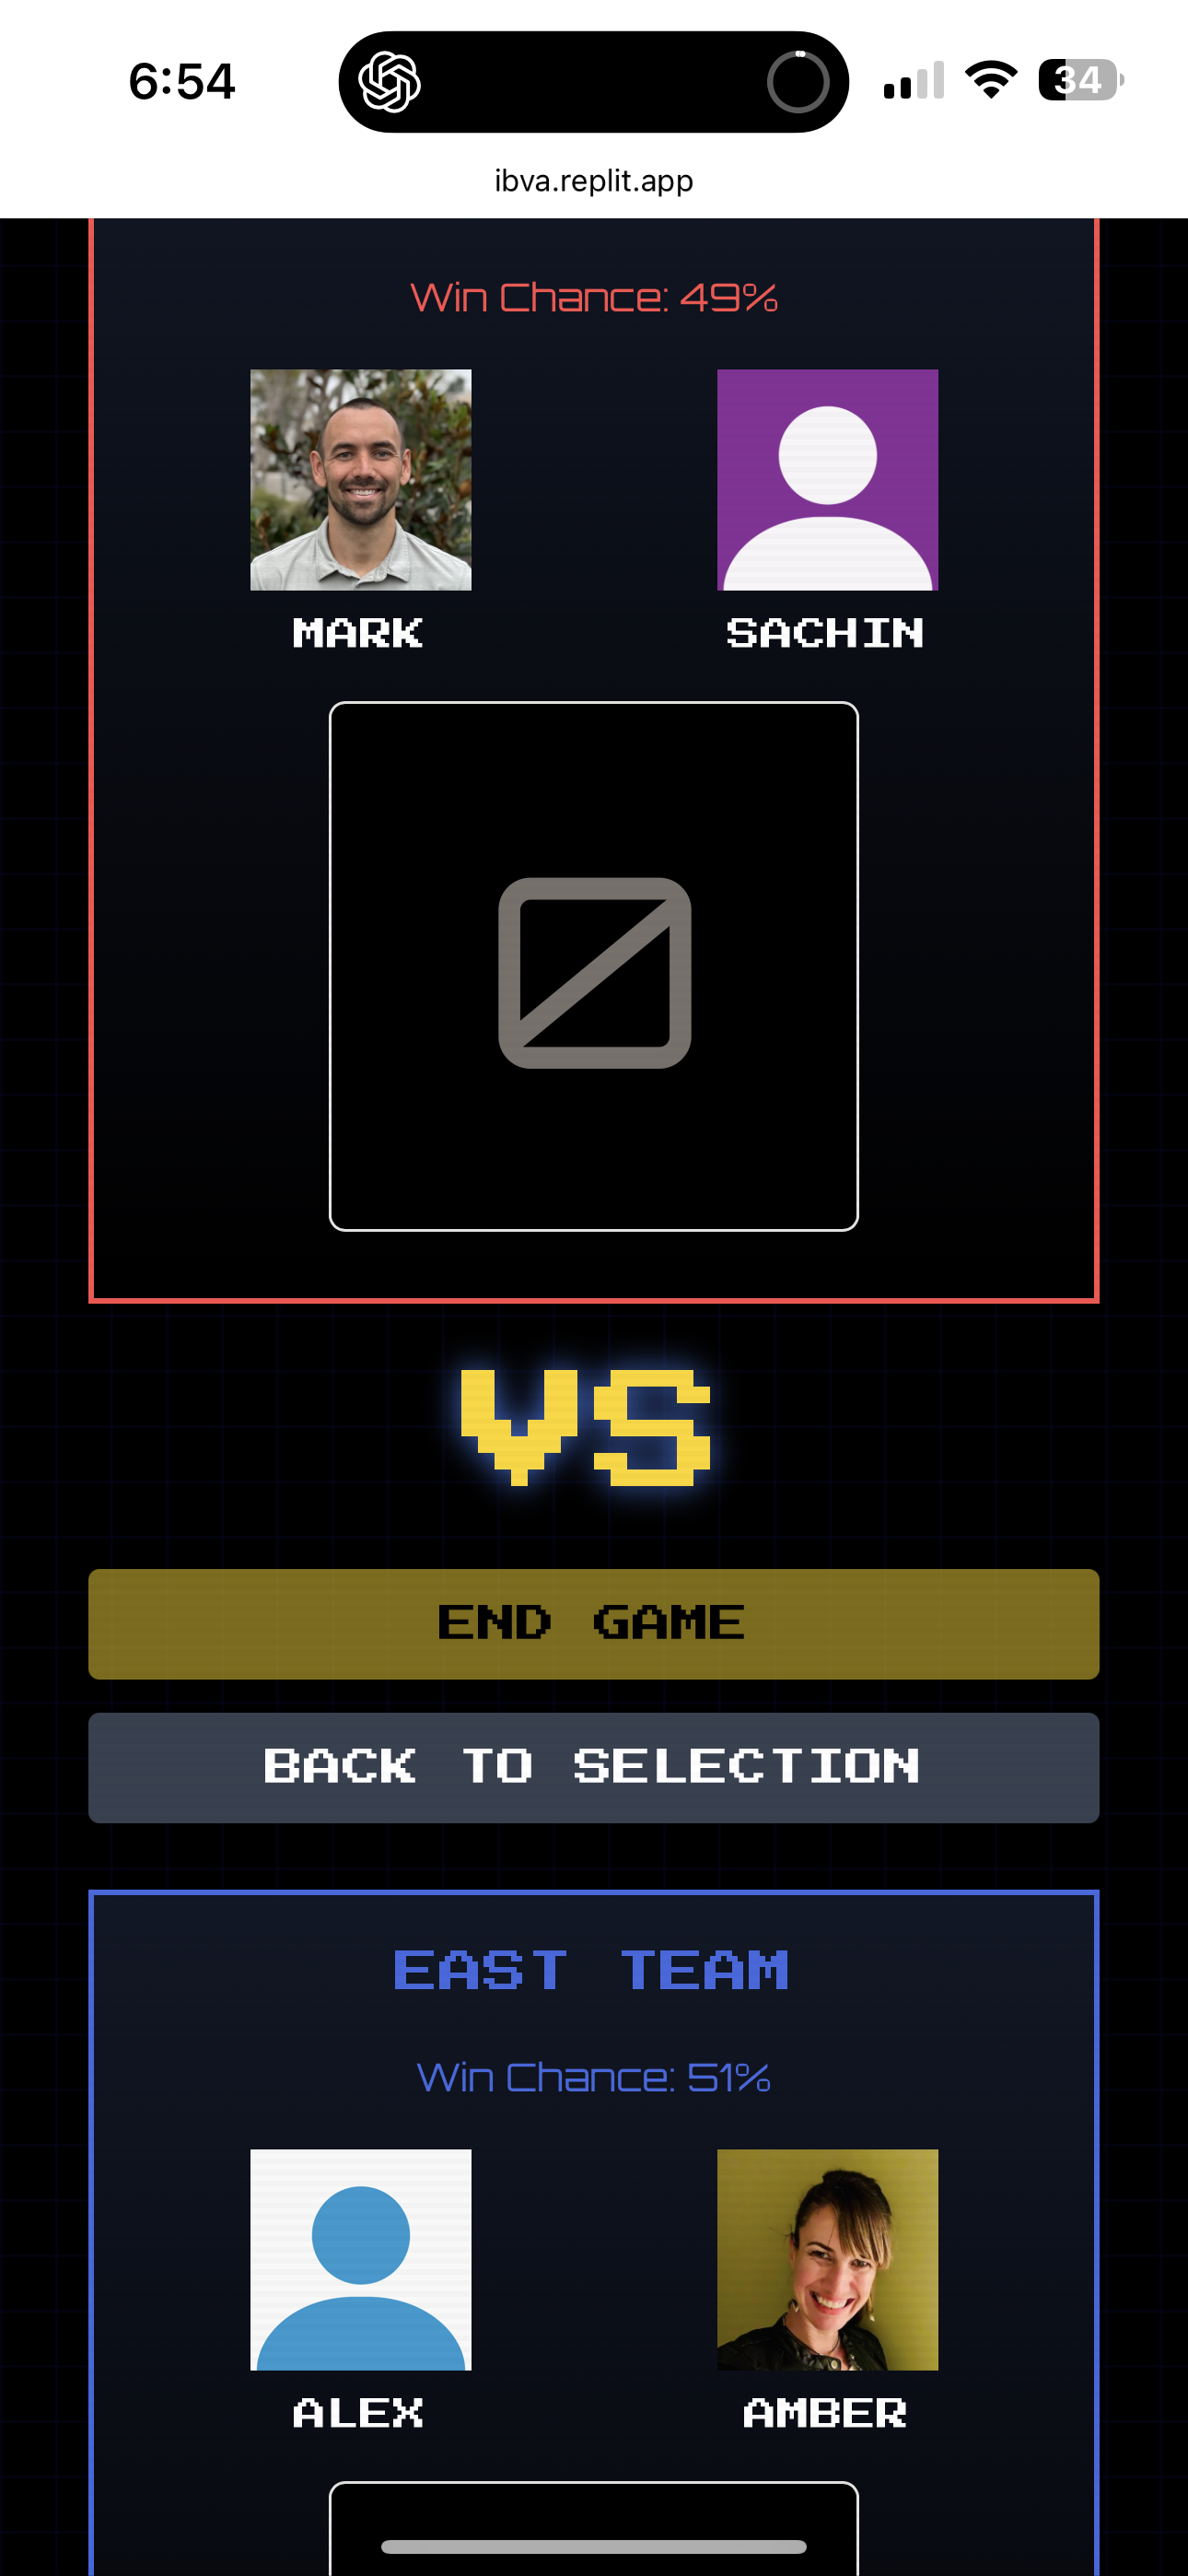 6:54
34
ibva.replit.app
Win Chance: 49%
MARK
SACHIN
VS
END GAME
BACK TO SELECTION
EAST TEAM
Win Chance: 51%
ALEX
AMBER